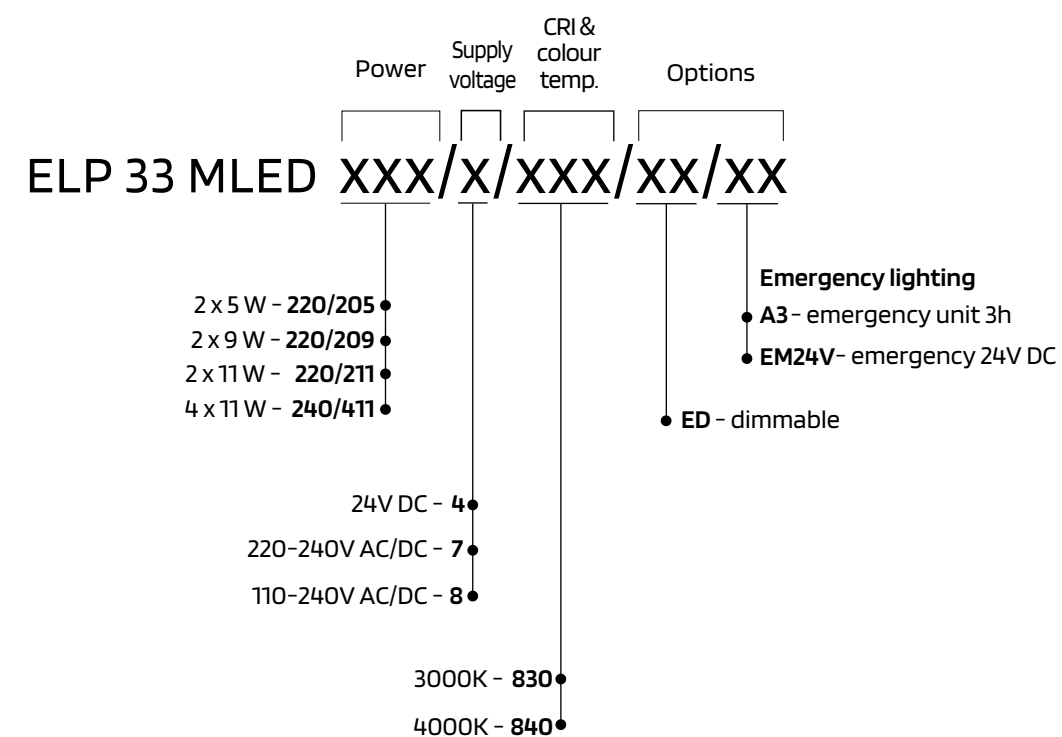 Power
Supply
voltage
CRI &
colour
temp.
Options
ELP 33 MLED xxx/x/xxx/xx/xx
Emergency lighting
A3 - emergency unit 3h
EM24V - emergency 24V DC
ED - dimmable
2 x 5 W - 220/205
2 x 9 W - 220/209
2 x 11 W - 220/211
4 x 11 W - 240/411
24V DC - 4
220-240V AC/DC - 7
110-240V AC/DC - 8
3000K - 830
4000K - 840